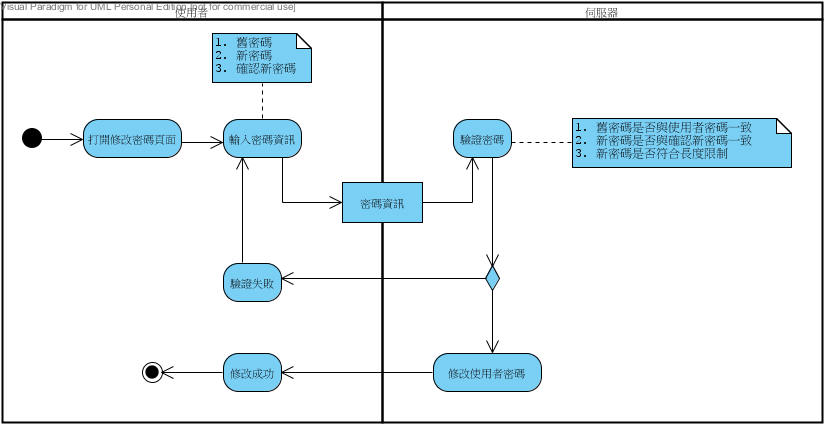 Visual Paradigm for UML Personal Edition [not for commercial use]
使用者
伺服器
1. 舊密碼
2. 新密碼
3. 確認新密碼
打開修改密碼頁面
輸入密碼資訊
驗證密碼
1. 舊密碼是否與使用者密碼一致
2. 新密碼是否與確認新密碼一致
3. 新密碼是否符合長度限制
密碼資訊
驗證失敗
修改成功
修改使用者密碼